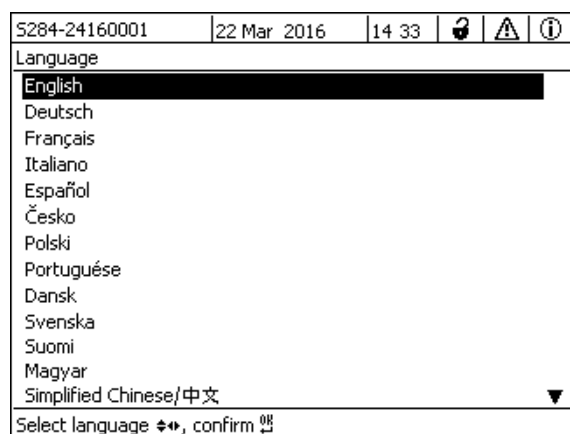 S284-24160001 22 Mar 2016 14 33
Language
English
Deutsch
Français
Italiano
Español
Česko
Polski
Portuguése
Dansk
Svenska
Suomi
Magyar
Simplified Chinese/中文
Select language, confirm OK